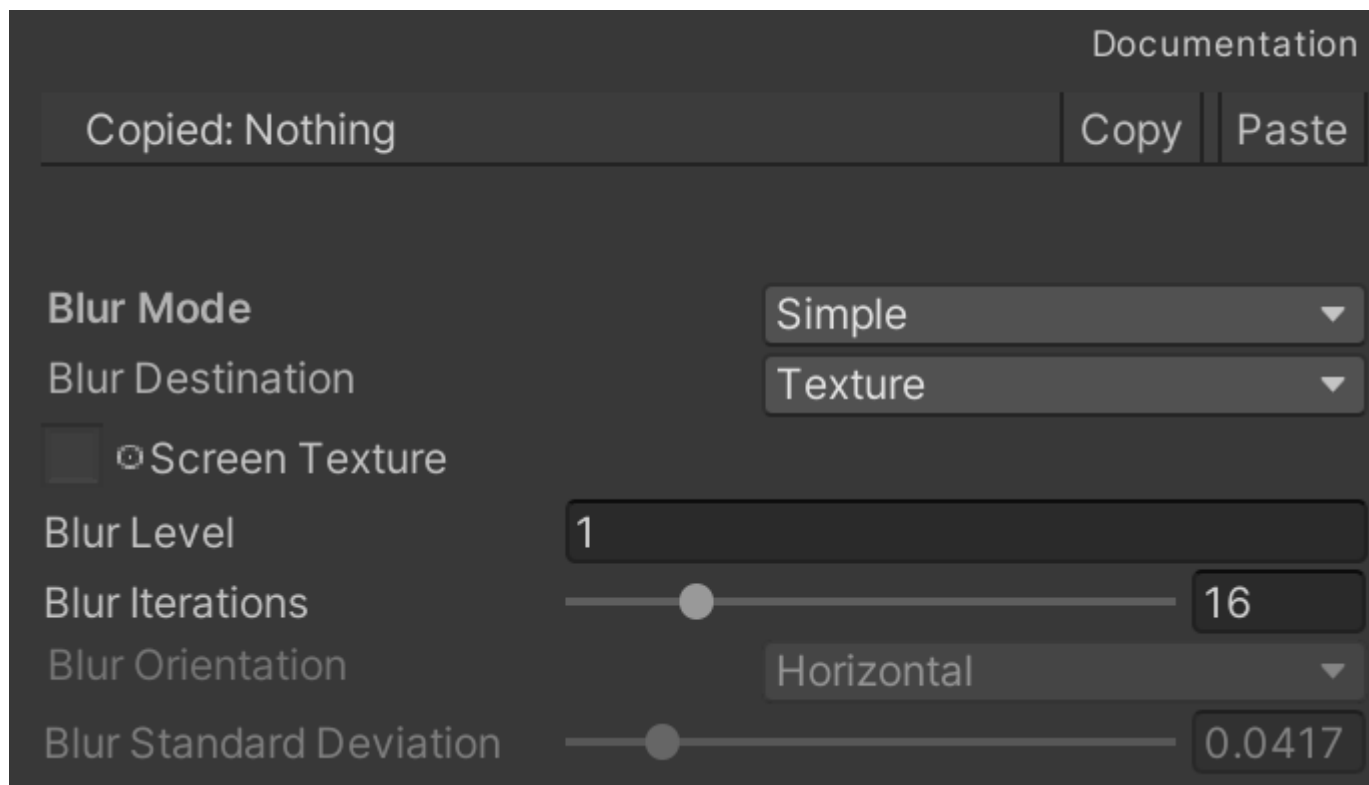 Documentation
Copied: Nothing Copy Paste
Blur Mode Simple
Blur Destination Texture
Screen Texture
Blur Level 1
Blur Iterations 16
Blur Orientation Horizontal
Blur Standard Deviation 0.0417